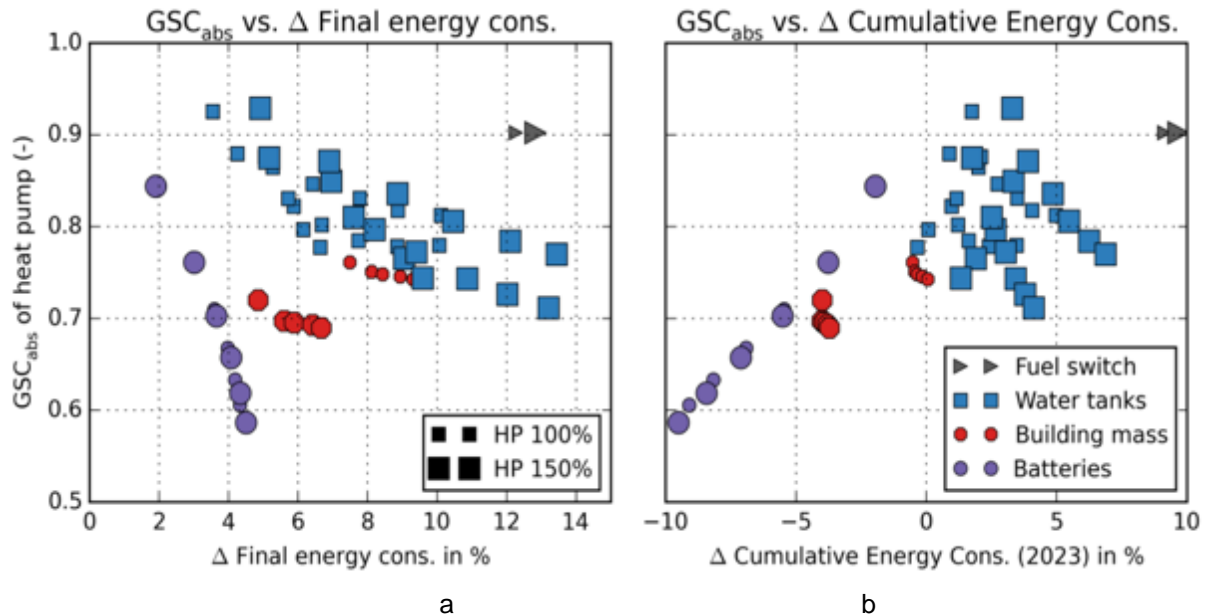 GSCabs vs. Δ Final energy cons.
GSCabs of heat pump (-)
1.0
0.9
0.8
0.7
0.6
0.5
HP 100%
HP 150%
0 2 4 6 8 10 12 14
Δ Final energy cons. in %
a
GSCabs vs. Δ Cumulative Energy Cons.
Fuel switch
Water tanks
Building mass
Batteries
−10 −5 0 5 10
Δ Cumulative Energy Cons. (2023) in %
b